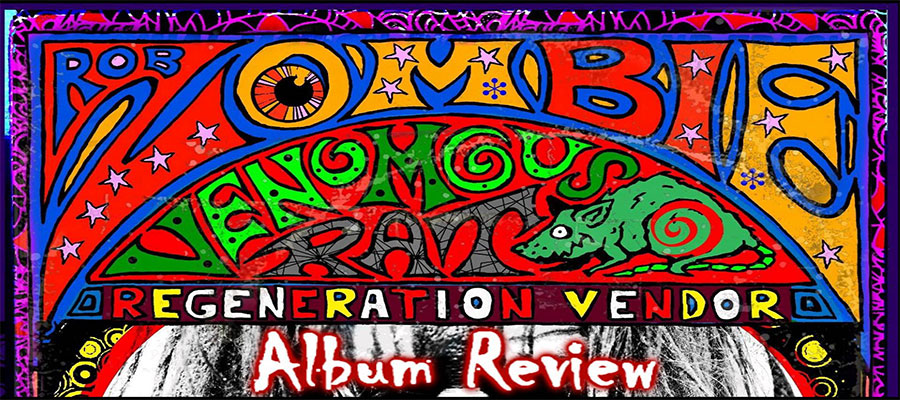 ROB ZOMBIE
VENOMOUS
RAT
REGENERATION VENDOR
Album Review